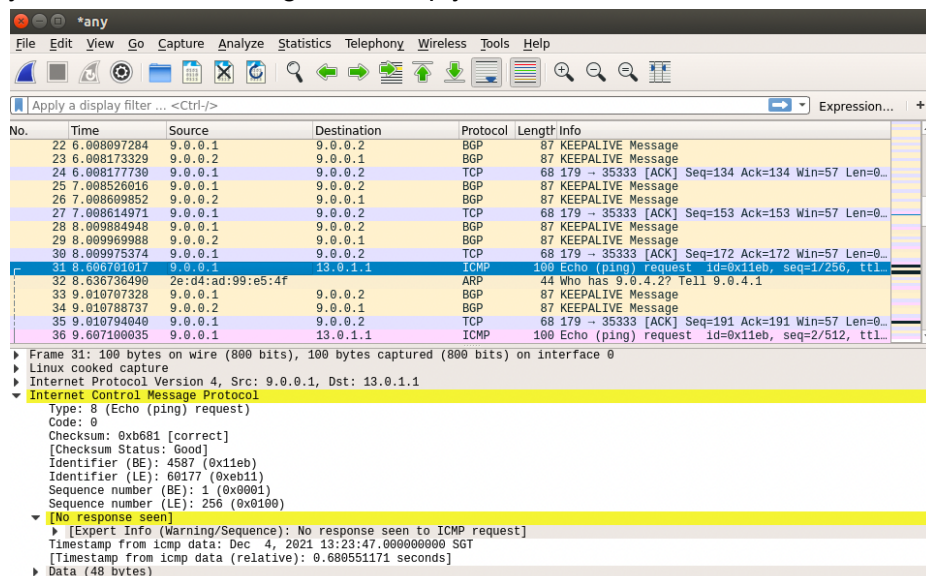 *any
File Edit View Go Capture Analyze Statistics Telephony Wireless Tools Help
Apply a display filter ... <Ctrl-/> Expression... +
No. Time Source Destination Protocol Length Info
22 6.008097284 9.0.0.1 9.0.0.2 BGP 87 KEEPALIVE Message
23 6.008173329 9.0.0.2 9.0.0.1 BGP 87 KEEPALIVE Message
24 6.008177730 9.0.0.1 9.0.0.2 TCP 68 179 → 35333 [ACK] Seq=134 Ack=134 Win=57 Len=0…
25 7.008526016 9.0.0.1 9.0.0.2 BGP 87 KEEPALIVE Message
26 7.008609852 9.0.0.2 9.0.0.1 BGP 87 KEEPALIVE Message
27 7.008614971 9.0.0.1 9.0.0.2 TCP 68 179 → 35333 [ACK] Seq=153 Ack=153 Win=57 Len=0…
28 8.009884948 9.0.0.1 9.0.0.2 BGP 87 KEEPALIVE Message
29 8.009969988 9.0.0.2 9.0.0.1 BGP 87 KEEPALIVE Message
30 8.009975374 9.0.0.1 9.0.0.2 TCP 68 179 → 35333 [ACK] Seq=172 Ack=172 Win=57 Len=0…
31 8.606701017 9.0.0.1 13.0.1.1 ICMP 100 Echo (ping) request id=0x11eb, seq=1/256, ttl…
32 8.636736490 2e:d4:ad:99:e5:4f ARP 44 Who has 9.0.4.2? Tell 9.0.4.1
33 9.010707328 9.0.0.1 9.0.0.2 BGP 87 KEEPALIVE Message
34 9.010788737 9.0.0.2 9.0.0.1 BGP 87 KEEPALIVE Message
35 9.010794040 9.0.0.1 9.0.0.2 TCP 68 179 → 35333 [ACK] Seq=191 Ack=191 Win=57 Len=0…
36 9.607100035 9.0.0.1 13.0.1.1 ICMP 100 Echo (ping) request id=0x11eb, seq=2/512, ttl…
Frame 31: 100 bytes on wire (800 bits), 100 bytes captured (800 bits) on interface 0
Linux cooked capture
Internet Protocol Version 4, Src: 9.0.0.1, Dst: 13.0.1.1
Internet Control Message Protocol
Type: 8 (Echo (ping) request)
Code: 0
Checksum: 0xb681 [correct]
[Checksum Status: Good]
Identifier (BE): 4587 (0x11eb)
Identifier (LE): 60177 (0xeb11)
Sequence number (BE): 1 (0x0001)
Sequence number (LE): 256 (0x0100)
[No response seen]
[Expert Info (Warning/Sequence): No response seen to ICMP request]
Timestamp from icmp data: Dec 4, 2021 13:23:47.000000000 SGT
[Timestamp from icmp data (relative): 0.680551171 seconds]
Data (48 bytes)